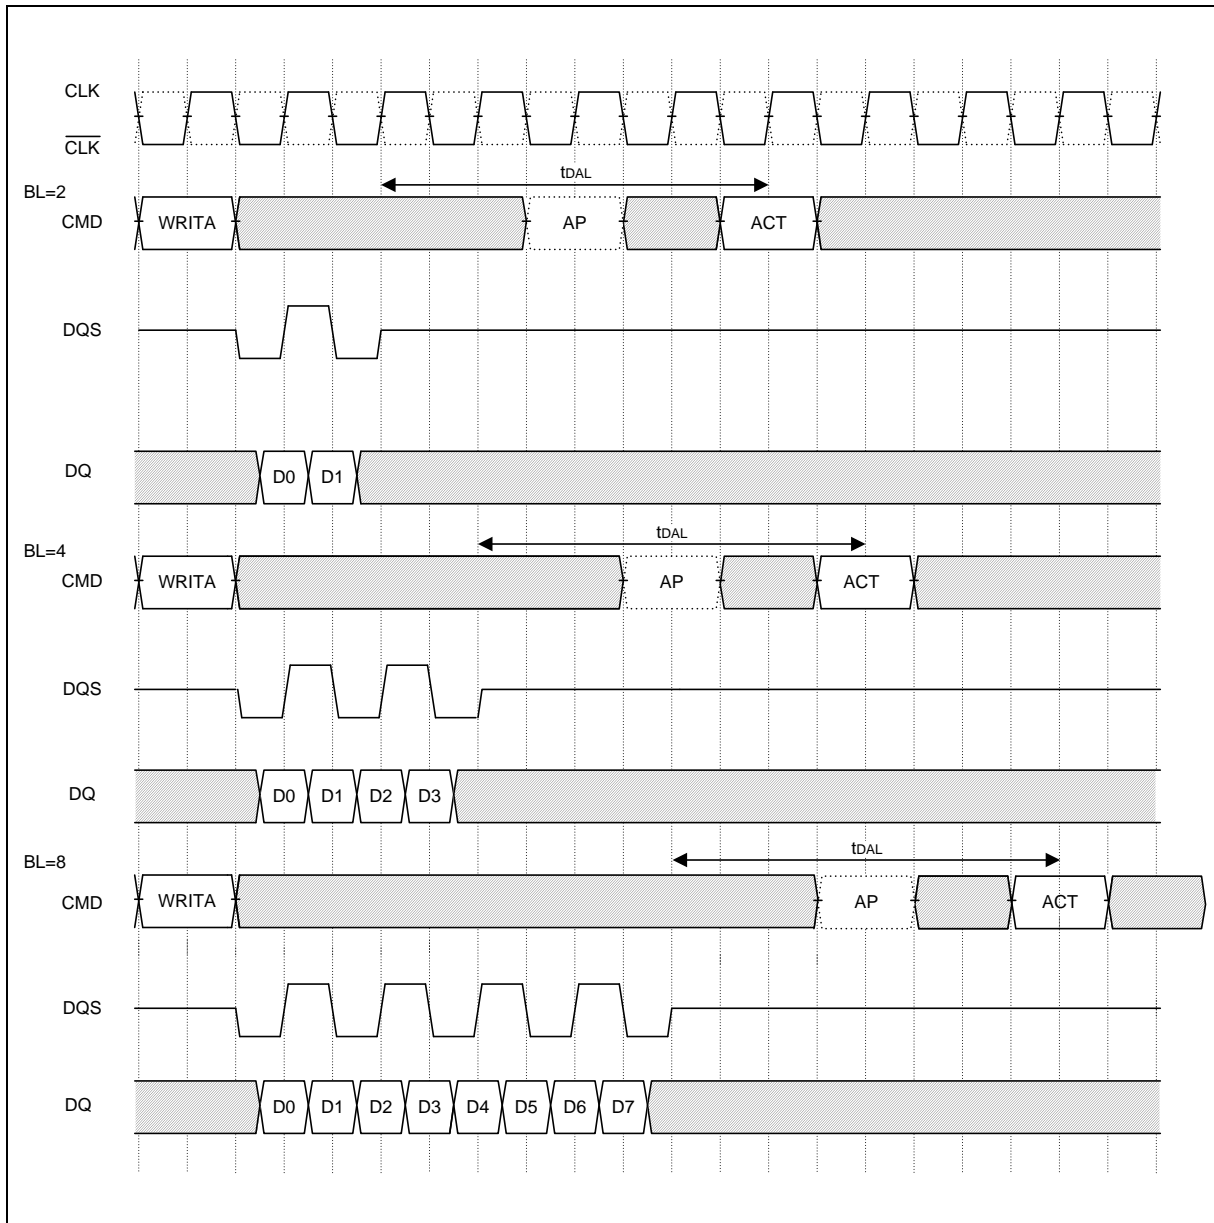 CLK
CLK
tDAL
BL=2
CMD WRITA AP ACT
DQS
DQ D0 D1
tDAL
BL=4
CMD WRITA AP ACT
DQS
DQ D0 D1 D2 D3
tDAL
BL=8
CMD WRITA AP ACT
DQS
DQ D0 D1 D2 D3 D4 D5 D6 D7